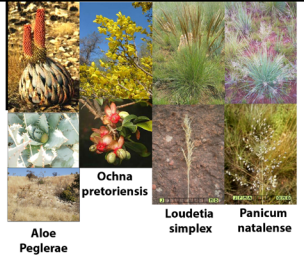 Aloe
Peglerae
Ochna
pretoriensis
Loudetia
simplex
Panicum
natalense